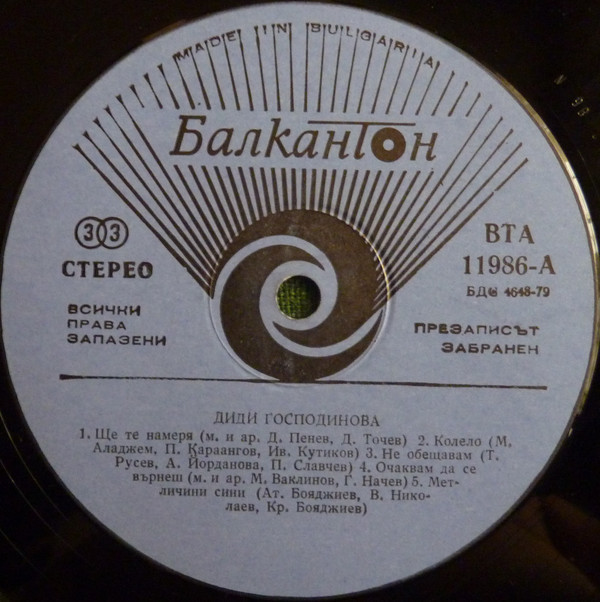 MADE IN BULGARIA
Балкантон
33
СТЕРЕО
ВСИЧКИ
ПРАВА
ЗАПАЗЕНИ
ВТА
11986-А
БДС 4648-79
ПРЕЗАПИСЪТ
ЗАБРАНЕН
ДИДИ ГОСПОДИНОВА
1. Ще те намеря (м. и ар. Д. Пенев, Д. Точев) 2. Колело (М.
Аладжем, П. Караангов, Ив. Кутиков) 3. Не обещавам (Т.
Русев, А. Йорданова, П. Славчев) 4. Очаквам да се
върнеш (м. и ар. М. Ваклинов, Г. Начев) 5. Мет-
личини сини (Ат. Бояджиев, В. Нико-
лаев, Кр. Бояджиев)